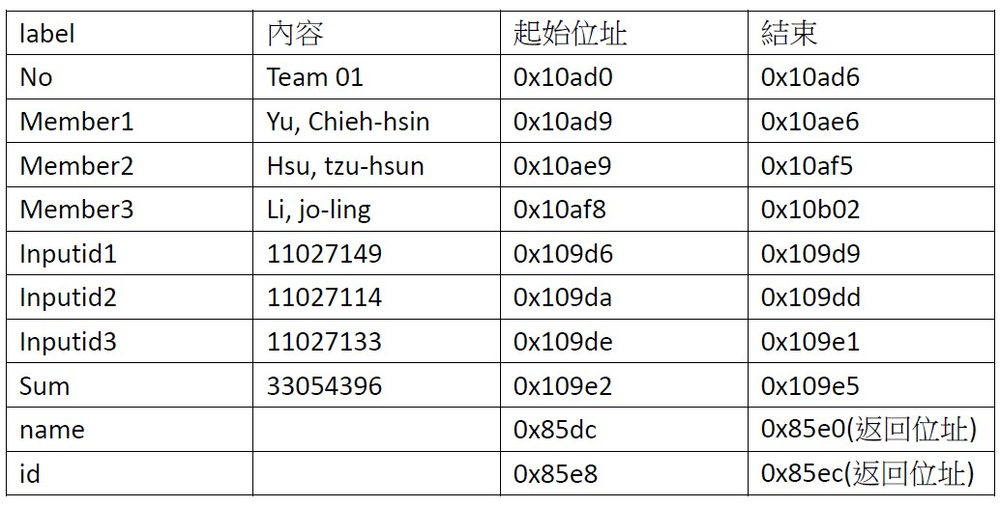 label 內容 起始位址 結束
No Team 01 0x10ad0 0x10ad6
Member1 Yu, Chieh-hsin 0x10ad9 0x10ae6
Member2 Hsu, tzu-hsun 0x10ae9 0x10af5
Member3 Li, jo-ling 0x10af8 0x10b02
Inputid1 11027149 0x109d6 0x109d9
Inputid2 11027114 0x109da 0x109dd
Inputid3 11027133 0x109de 0x109e1
Sum 33054396 0x109e2 0x109e5
name 0x85dc 0x85e0(返回位址)
id 0x85e8 0x85ec(返回位址)